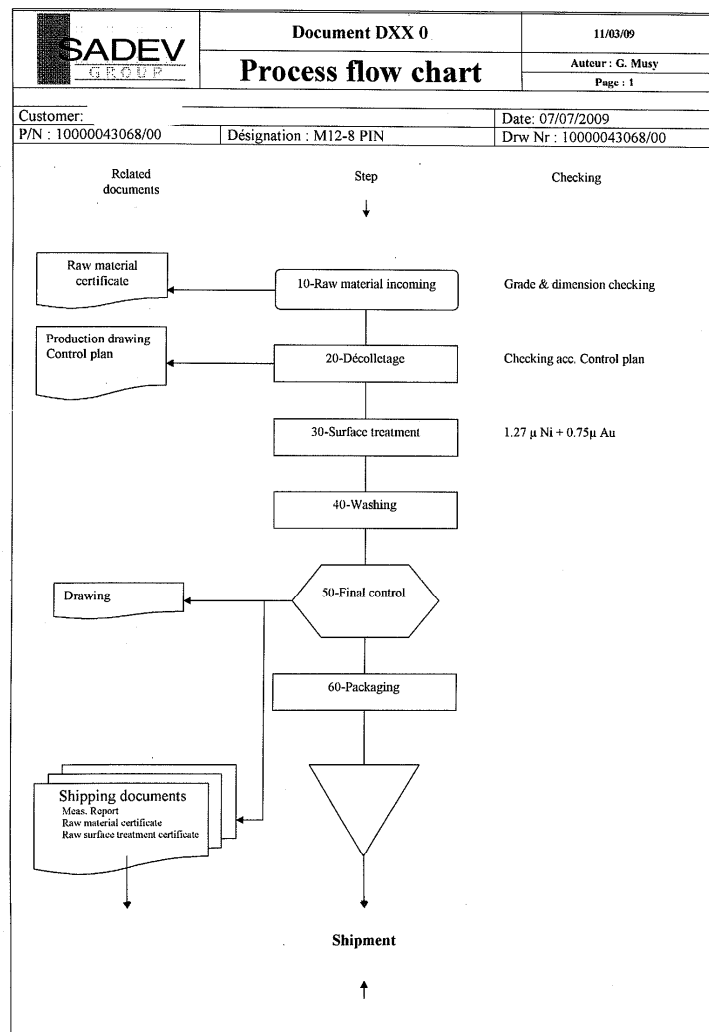 SADEV
GROUP
Document DXX 0
Process flow chart
11/03/09
Auteur : G. Musy
Page : 1
Customer:
Date: 07/07/2009
P/N : 10000043068/00
Désignation : M12-8 PIN
Drw Nr : 10000043068/00
Related
documents
Step
Checking
Raw material
certificate
10-Raw material incoming
Grade & dimension checking
Production drawing
Control plan
20-Décolletage
Checking acc. Control plan
30-Surface treatment
1.27 µ Ni + 0.75µ Au
40-Washing
Drawing
50-Final control
60-Packaging
Shipping documents
Meas. Report
Raw material certificate
Raw surface treatment certificate
Shipment